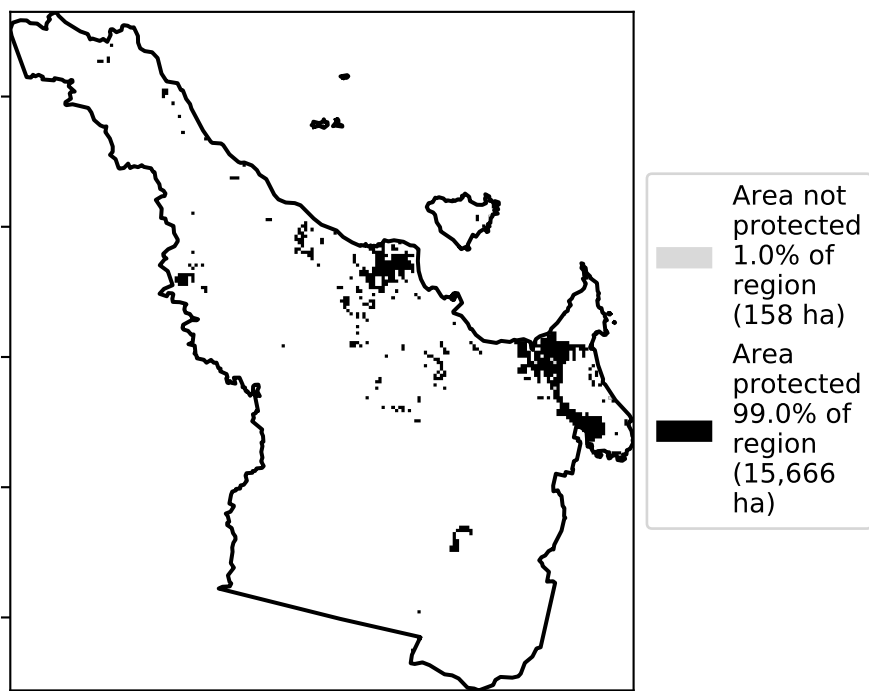 Area not
protected
1.0% of
region
(158 ha)
Area
protected
99.0% of
region
(15,666
ha)